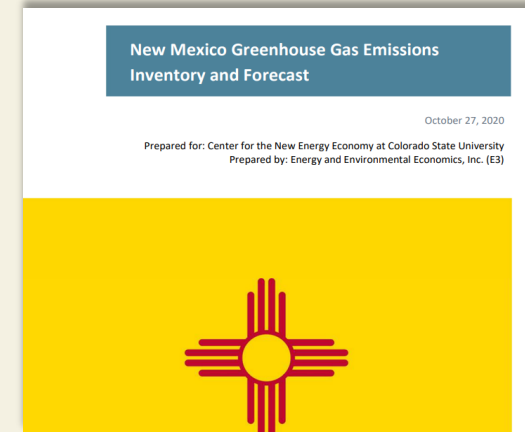 New Mexico Greenhouse Gas Emissions
Inventory and Forecast
October 27, 2020
Prepared for: Center for the New Energy Economy at Colorado State University
Prepared by: Energy and Environmental Economics, Inc. (E3)